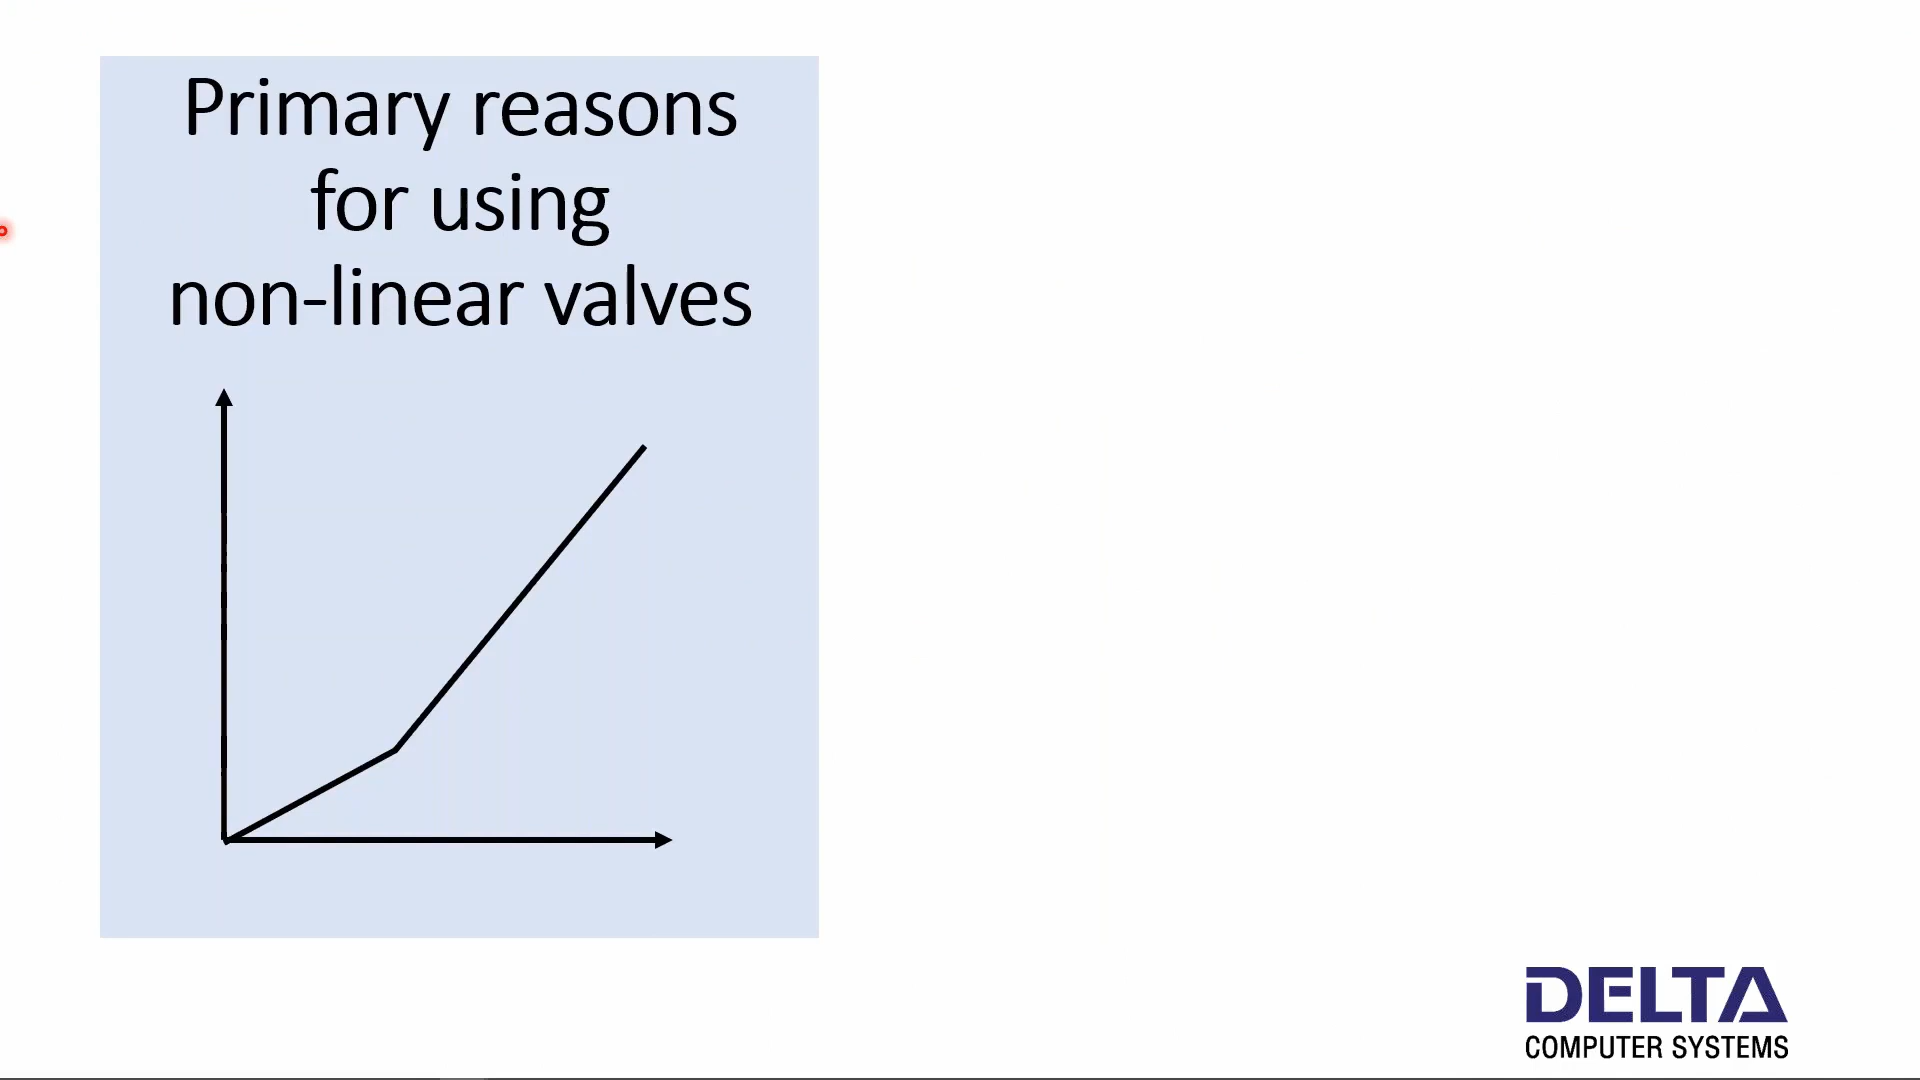 Primary reasons
for using
non-linear valves
DELTA
COMPUTER SYSTEMS